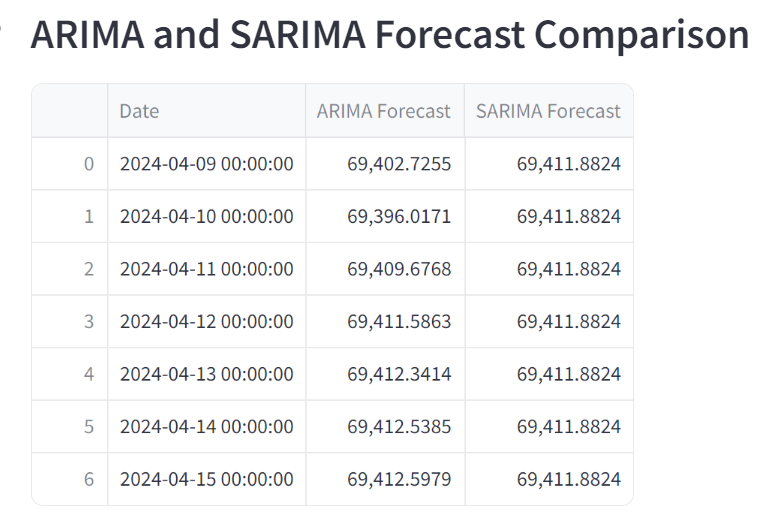 ARIMA and SARIMA Forecast Comparison
Date ARIMA Forecast SARIMA Forecast
0 2024-04-09 00:00:00 69,402.7255 69,411.8824
1 2024-04-10 00:00:00 69,396.0171 69,411.8824
2 2024-04-11 00:00:00 69,409.6768 69,411.8824
3 2024-04-12 00:00:00 69,411.5863 69,411.8824
4 2024-04-13 00:00:00 69,412.3414 69,411.8824
5 2024-04-14 00:00:00 69,412.5385 69,411.8824
6 2024-04-15 00:00:00 69,412.5979 69,411.8824